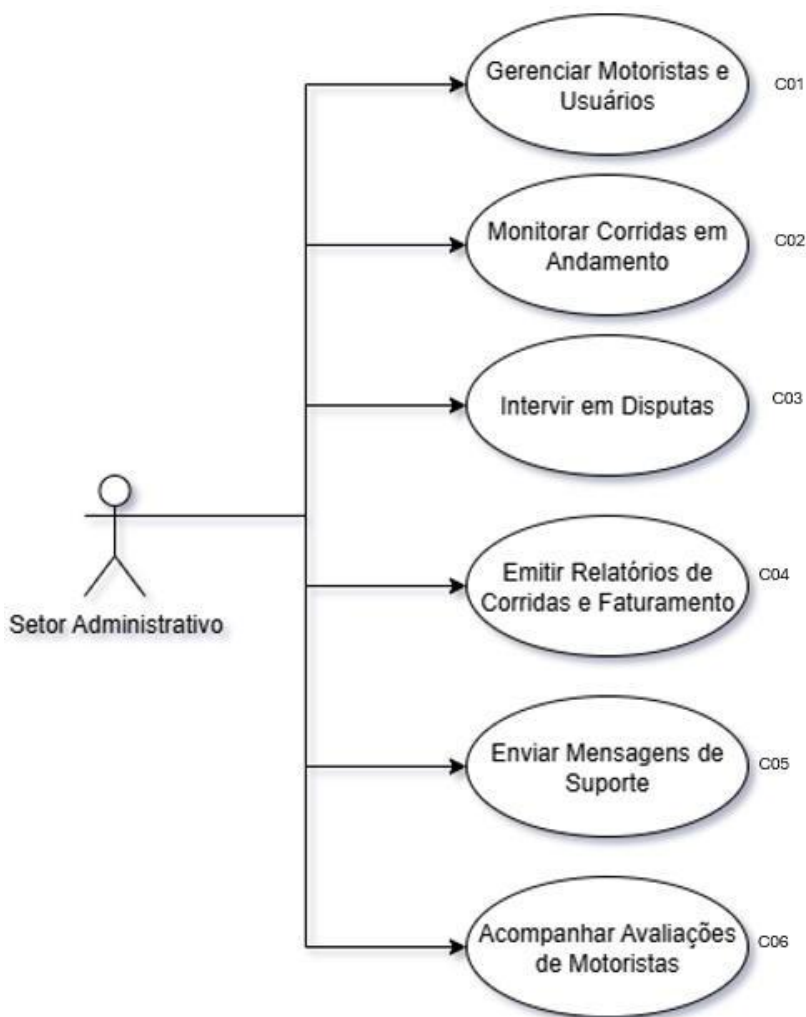 Gerenciar Motoristas e
Usuários
C01
Monitorar Corridas em
Andamento
C02
Intervir em Disputas
C03
Setor Administrativo
Emitir Relatórios de
Corridas e Faturamento
C04
Enviar Mensagens de
Suporte
C05
Acompanhar Avaliações
de Motoristas
C06